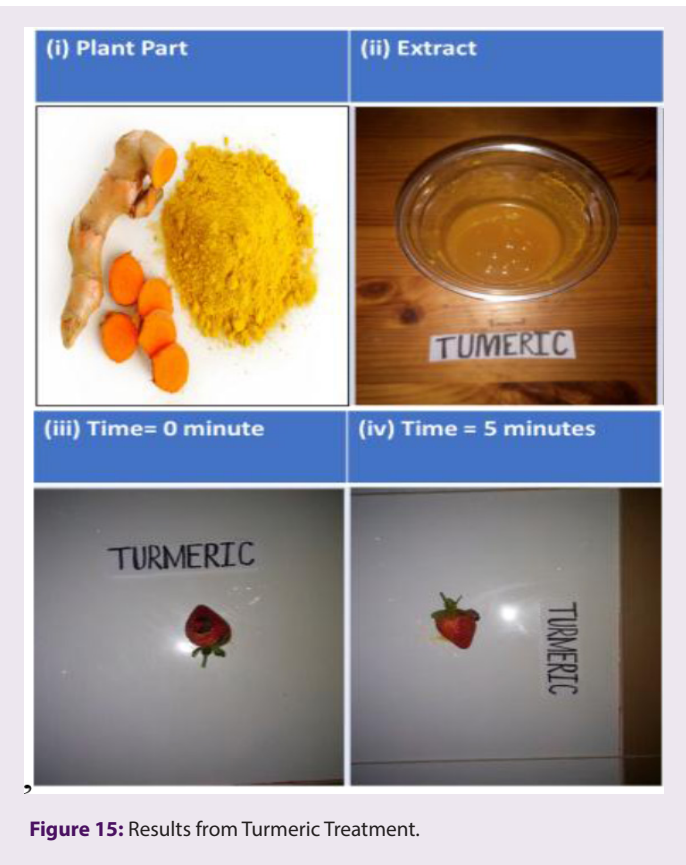 (i) Plant Part
(ii) Extract
TUMERIC
(iii) Time= 0 minute
(iv) Time = 5 minutes
TURMERIC
TURMERIC
,
Figure 15: Results from Turmeric Treatment.